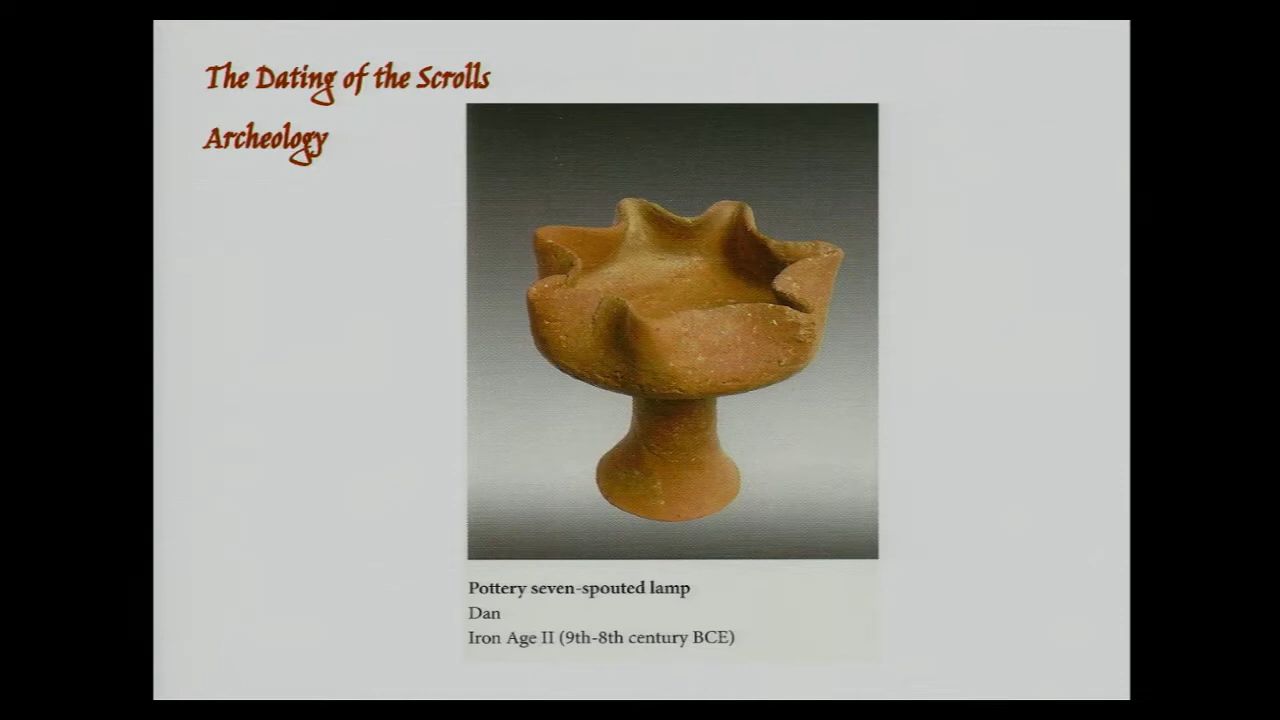 The Dating of the Scrolls
Archeology
Pottery seven-spouted lamp
Dan
Iron Age II (9th-8th century BCE)